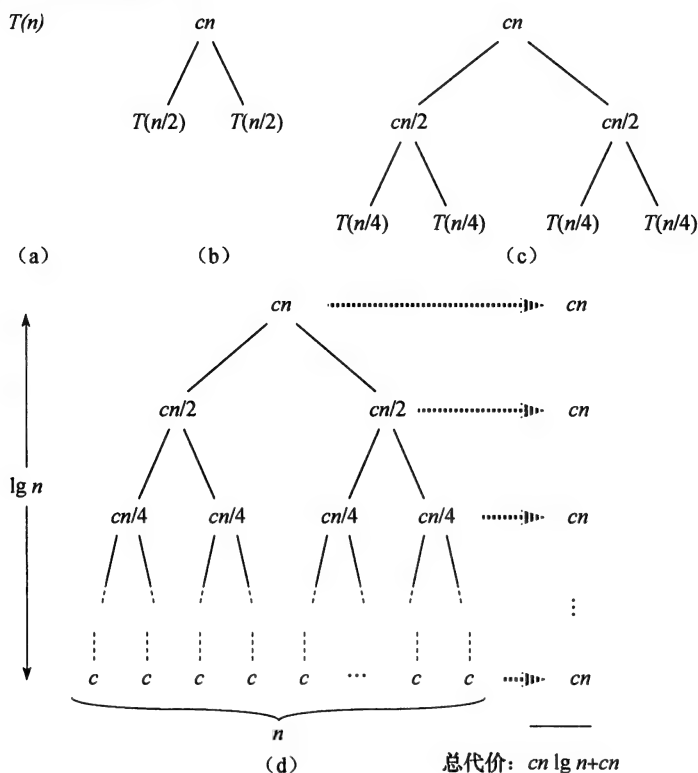 T(n)
cn
cn
T(n/2) T(n/2)
cn/2 cn/2
T(n/4) T(n/4) T(n/4) T(n/4)
（a） （b） （c）
cn cn
cn/2 cn/2 cn
lg n
cn/4 cn/4 cn/4 cn/4 cn
⋮
c c c c c … c c cn
n
（d） 总代价：cn lg n+cn